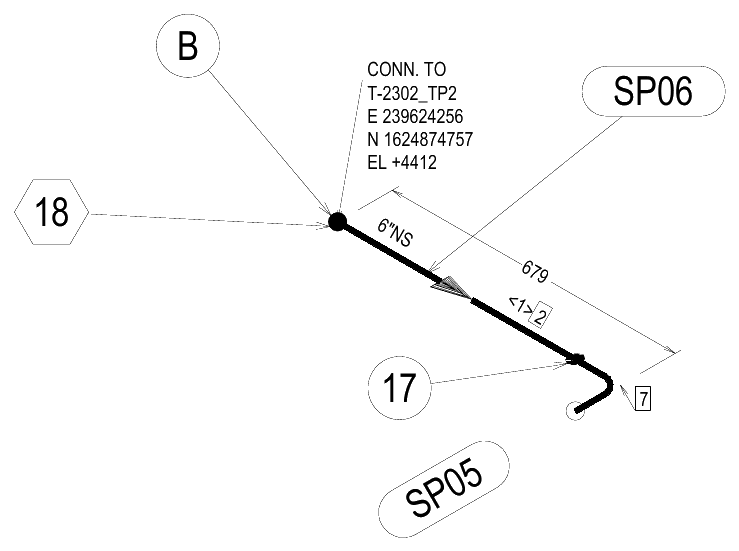 B
CONN. TO
T-2302_TP2
E 239624256
N 1624874757
EL +4412
SP06
18
6"NS
679
<1>2
17
7
SP05